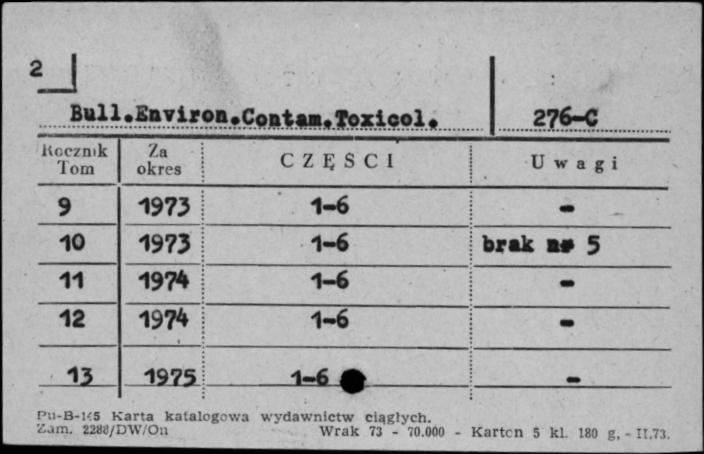 2
Bull.Environ.Contam.Toxicol. 276-C
Rocznik Tom Za okres CZĘŚCI Uwagi
9 1973 1-6 -
10 1973 1-6 brak nr 5
11 1974 1-6 -
12 1974 1-6 -
13 1975 1-6 -
Pu-B-145 Karta katalogowa wydawnictw ciągłych.
Zam. 2288/DW/On Wrak 73 - 70.000 - Karton 5 kl. 180 g, - II.73.